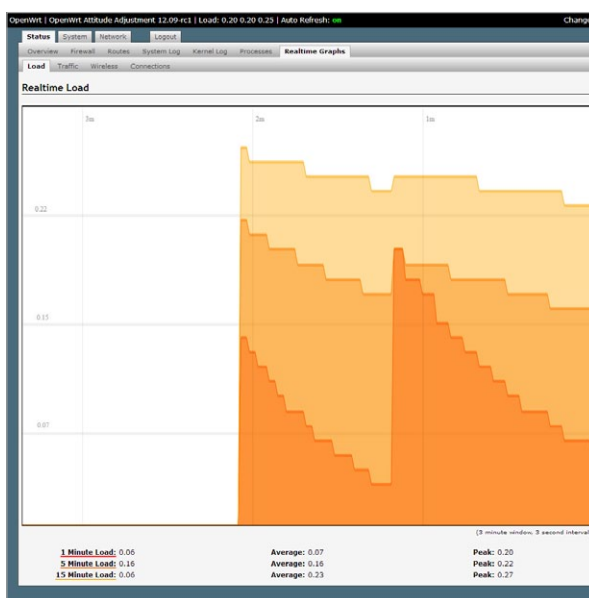 OpenWrt | OpenWrt Attitude Adjustment 12.09-rc1 | Load: 0.20 0.20 0.25 | Auto Refresh: on Change
Status System Network Logout
Overview Firewall Routes System Log Kernel Log Processes Realtime Graphs
Load Traffic Wireless Connections
Realtime Load
3m 2m 1m
0.22
0.15
0.07
(3 minute window, 3 second interval
1 Minute Load: 0.06 Average: 0.07 Peak: 0.20
5 Minute Load: 0.16 Average: 0.16 Peak: 0.22
15 Minute Load: 0.06 Average: 0.23 Peak: 0.27